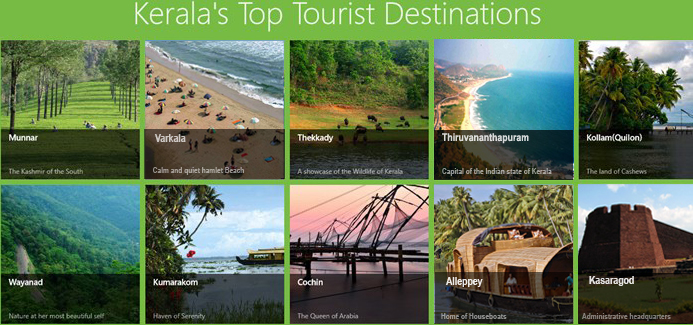 Kerala's Top Tourist Destinations
Munnar
The Kashmir of the South
Varkala
Calm and quiet hamlet Beach
Thekkady
A showcase of the Wildlife of Kerala
Thiruvananthapuram
Capital of the Indian state of Kerala
Kollam(Quilon)
The land of Cashews
Wayanad
Nature at her most beautiful self
Kumarakom
Haven of Serenity
Cochin
The Queen of Arabia
Alleppey
Home of Houseboats
Kasaragod
Administrative headquarters